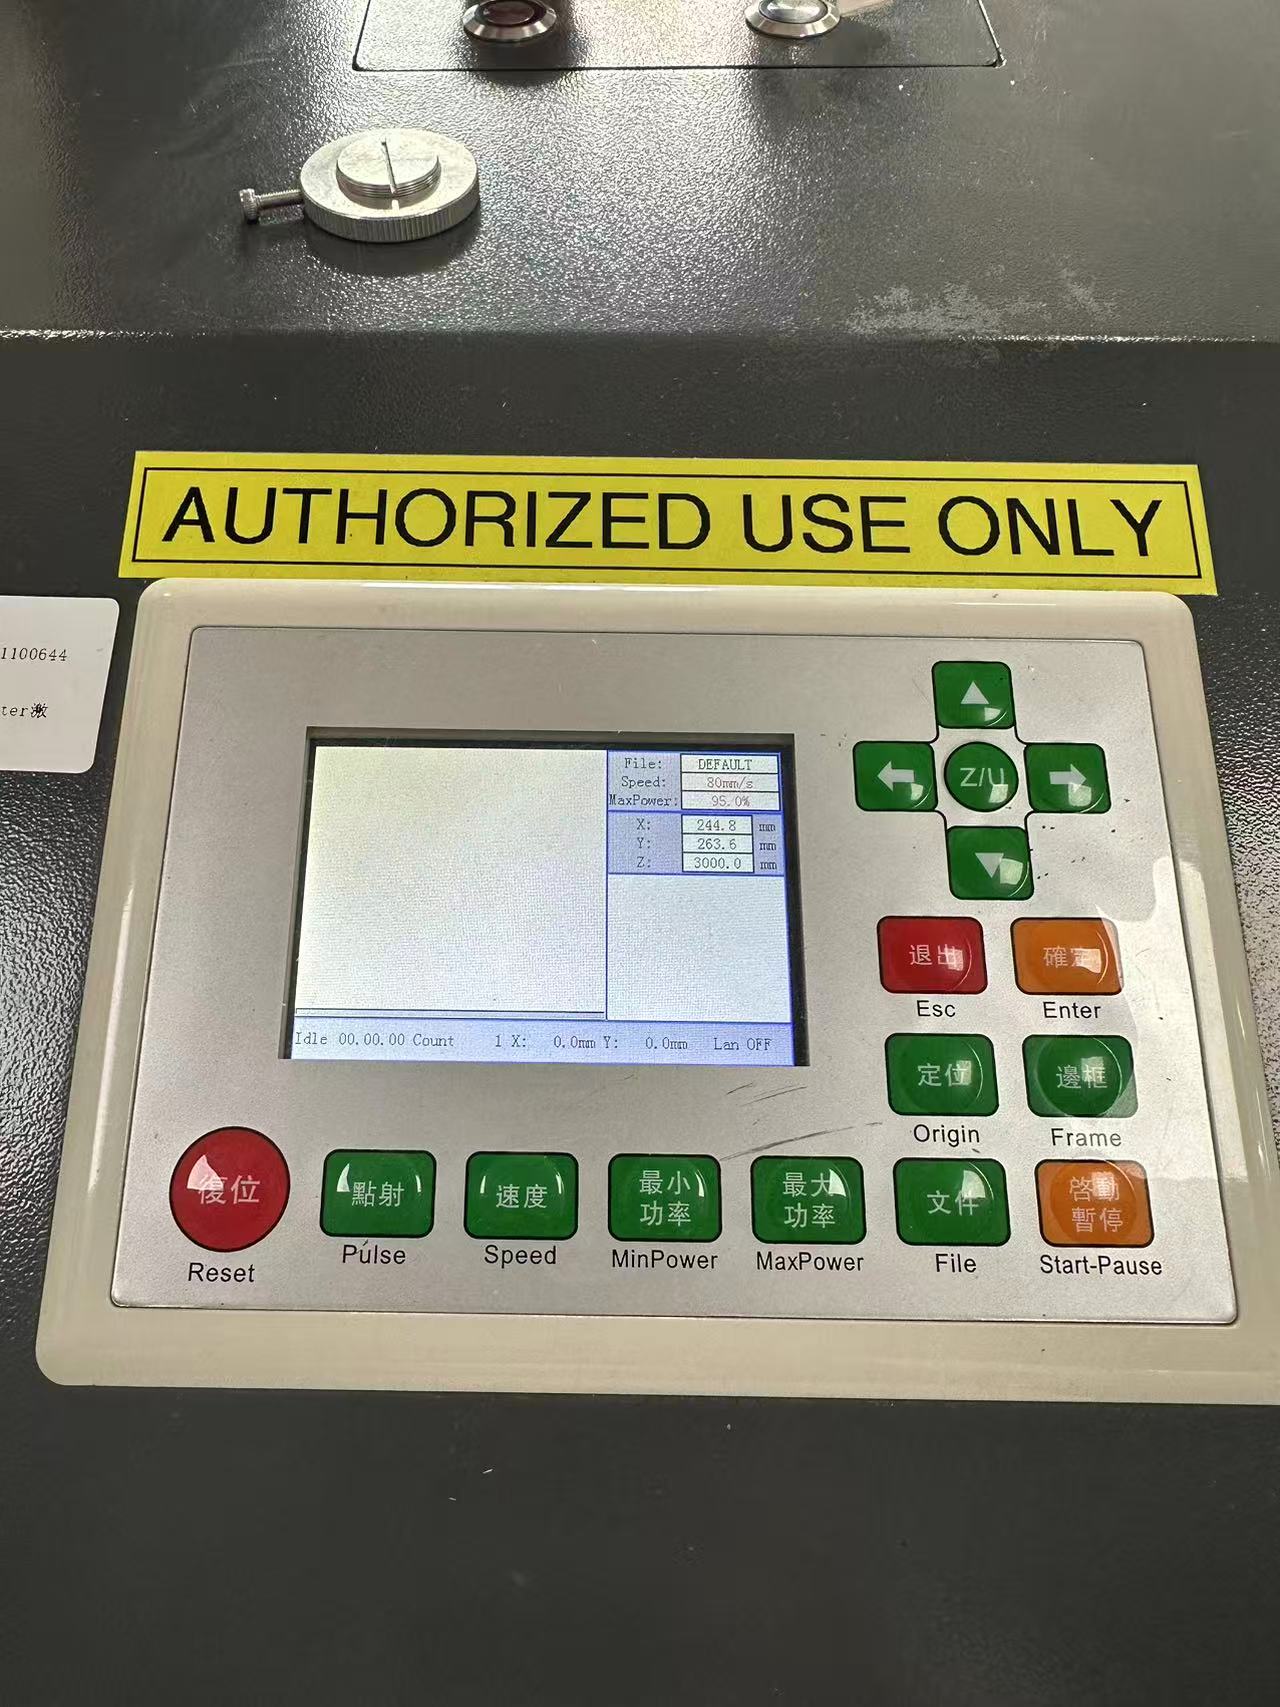 AUTHORIZED USE ONLY
1100644
ter激
File: DEFAULT
Speed: 80mm/s
MaxPower: 95.0%
X: 244.8 mm
Y: 263.6 mm
Z: 3000.0 mm
Idle 00.00.00 Count 1 X: 0.0mm Y: 0.0mm Lan OFF
Z/U
退出
確定
Esc
Enter
定位
邊框
Origin
Frame
復位
點射
速度
最小
功率
最大
功率
文件
啓動
暫停
Reset
Pulse
Speed
MinPower
MaxPower
File
Start-Pause